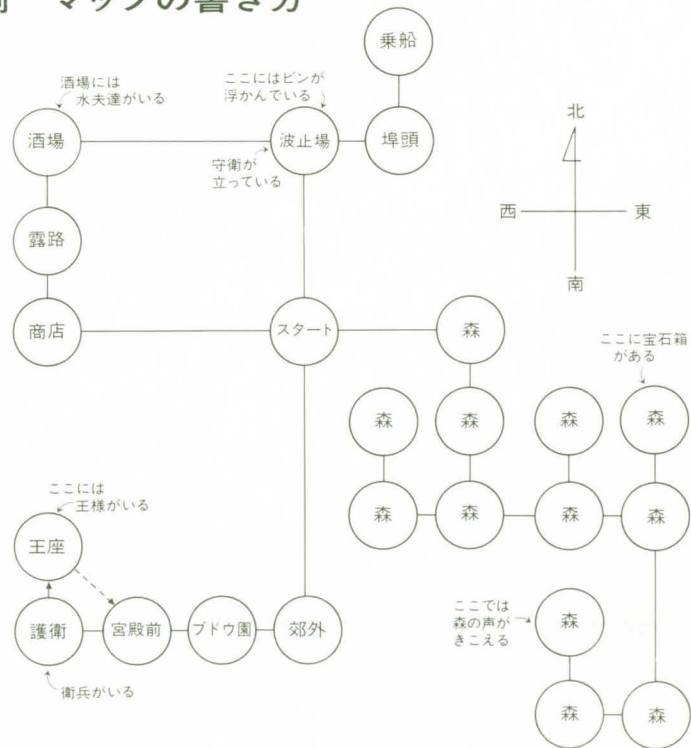 マップの書き方
乗船
酒場には
水夫達がいる
ここにはビンが
浮かんでいる
酒場
波止場
埠頭
守衛が
立っている
北
西
東
南
露路
商店
スタート
森
ここに宝石箱
がある
森
森
森
森
森
森
森
森
ここには
王様がいる
王座
護衛
宮殿前
ブドウ園
郊外
衛兵がいる
ここでは
森の声が
きこえる
森
森
森